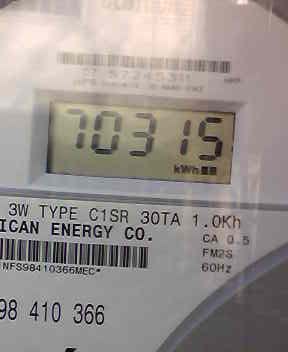 70315
kWh
3W TYPE C1SR 30TA 1.0Kh
ICAN ENERGY CO.
CA 0.5
FM2S
60Hz
NFS98410366MEC*
98 410 366